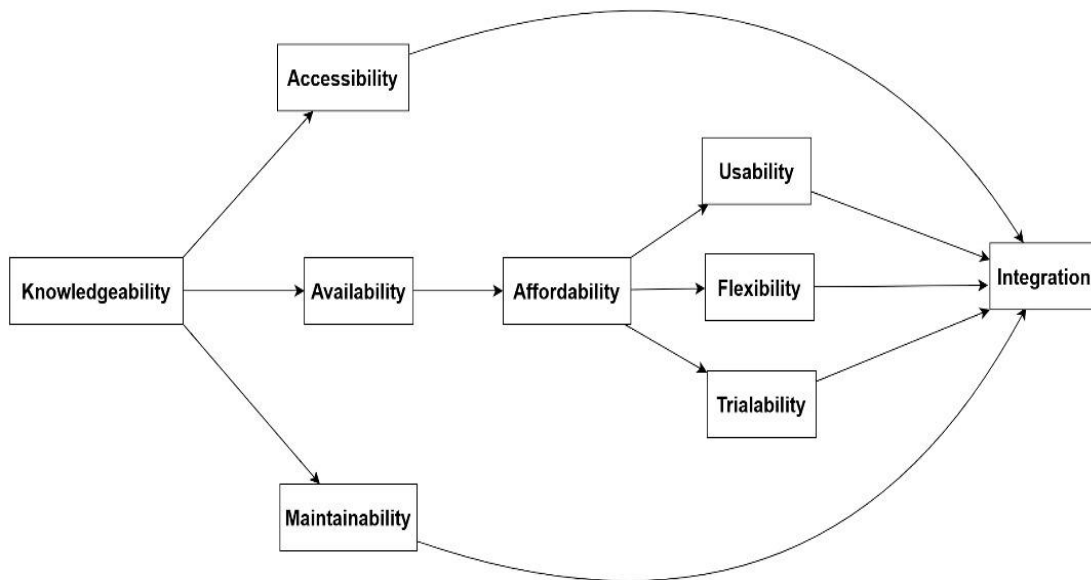 Accessibility
Usability
Knowledgeability
Availability
Affordability
Flexibility
Integration
Trialability
Maintainability